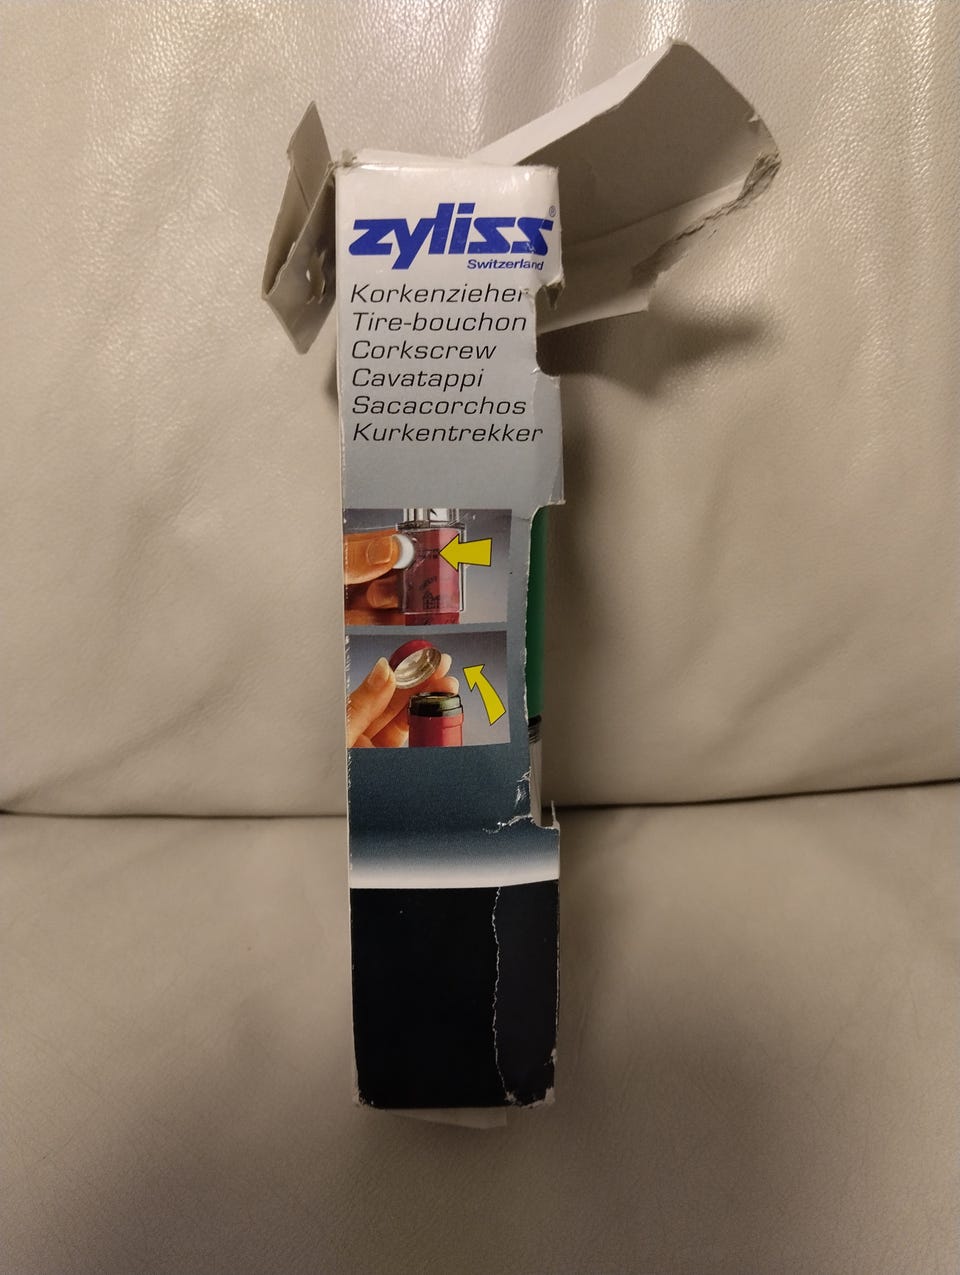 zyliss®
Switzerland
Korkenzieher
Tire-bouchon
Corkscrew
Cavatappi
Sacacorchos
Kurkentrekker